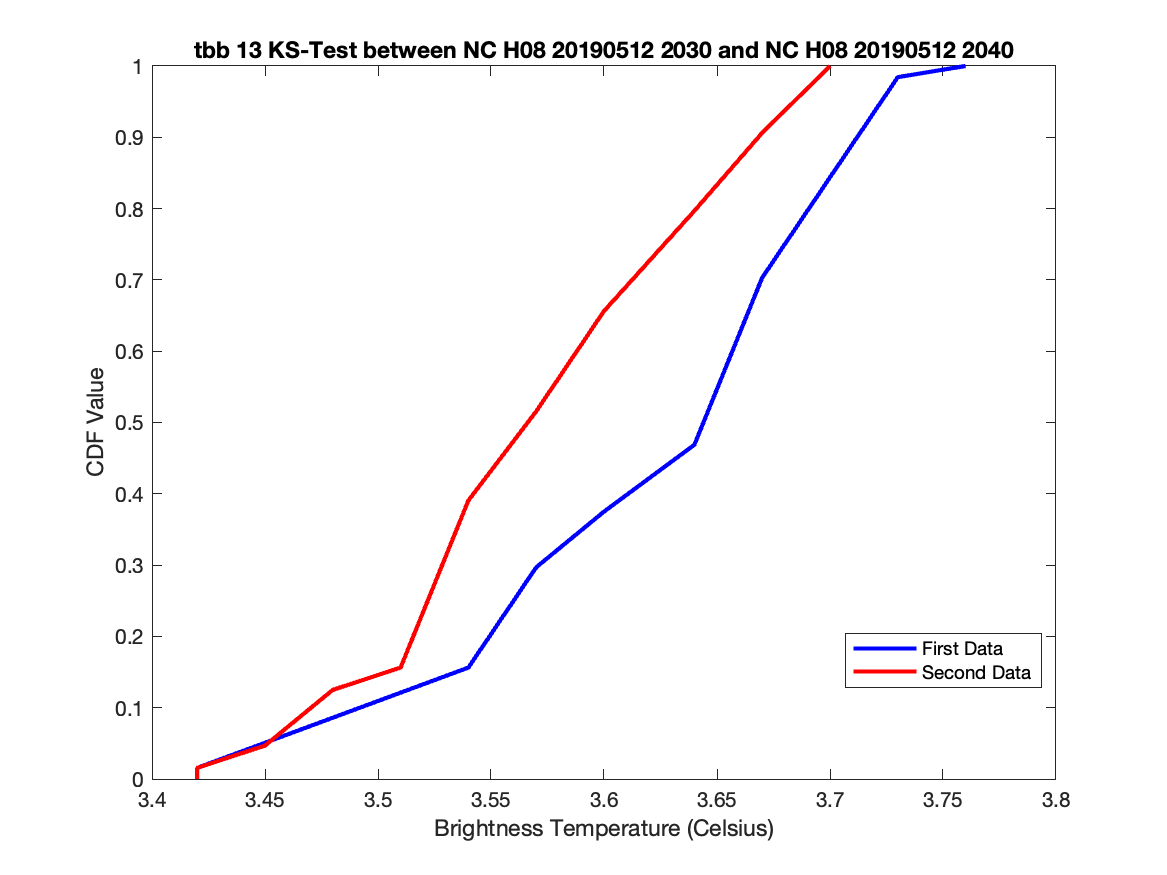 tbb 13 KS-Test between NC H08 20190512 2030 and NC H08 20190512 2040
1
0.9
0.8
0.7
0.6
0.5
0.4
0.3
0.2
0.1
0
CDF Value
First Data
Second Data
3.4 3.45 3.5 3.55 3.6 3.65 3.7 3.75 3.8
Brightness Temperature (Celsius)